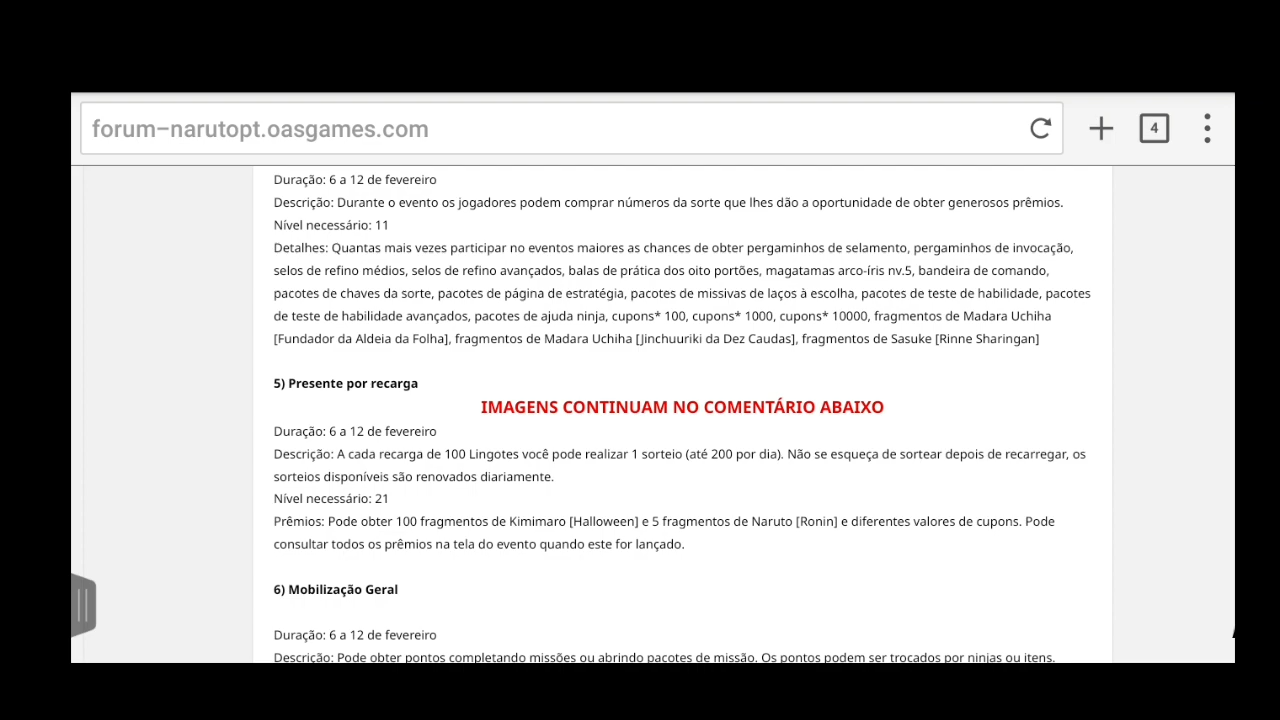 forum-narutopt.oasgames.com
4
Duração: 6 a 12 de fevereiro
Descrição: Durante o evento os jogadores podem comprar números da sorte que lhes dão a oportunidade de obter generosos prêmios.
Nível necessário: 11
Detalhes: Quantas mais vezes participar no eventos maiores as chances de obter pergaminhos de selamento, pergaminhos de invocação,
selos de refino médios, selos de refino avançados, balas de prática dos oito portões, magatamas arco-íris nv.5, bandeira de comando,
pacotes de chaves da sorte, pacotes de página de estratégia, pacotes de missivas de laços à escolha, pacotes de teste de habilidade, pacotes
de teste de habilidade avançados, pacotes de ajuda ninja, cupons* 100, cupons* 1000, cupons* 10000, fragmentos de Madara Uchiha
[Fundador da Aldeia da Folha], fragmentos de Madara Uchiha [Jinchuuriki da Dez Caudas], fragmentos de Sasuke [Rinne Sharingan]
5) Presente por recarga
IMAGENS CONTINUAM NO COMENTÁRIO ABAIXO
Duração: 6 a 12 de fevereiro
Descrição: A cada recarga de 100 Lingotes você pode realizar 1 sorteio (até 200 por dia). Não se esqueça de sortear depois de recarregar, os
sorteios disponíveis são renovados diariamente.
Nível necessário: 21
Prêmios: Pode obter 100 fragmentos de Kimimaro [Halloween] e 5 fragmentos de Naruto [Ronin] e diferentes valores de cupons. Pode
consultar todos os prêmios na tela do evento quando este for lançado.
6) Mobilização Geral
Duração: 6 a 12 de fevereiro
Descrição: Pode obter pontos completando missões ou abrindo pacotes de missão. Os pontos podem ser trocados por ninjas ou itens.